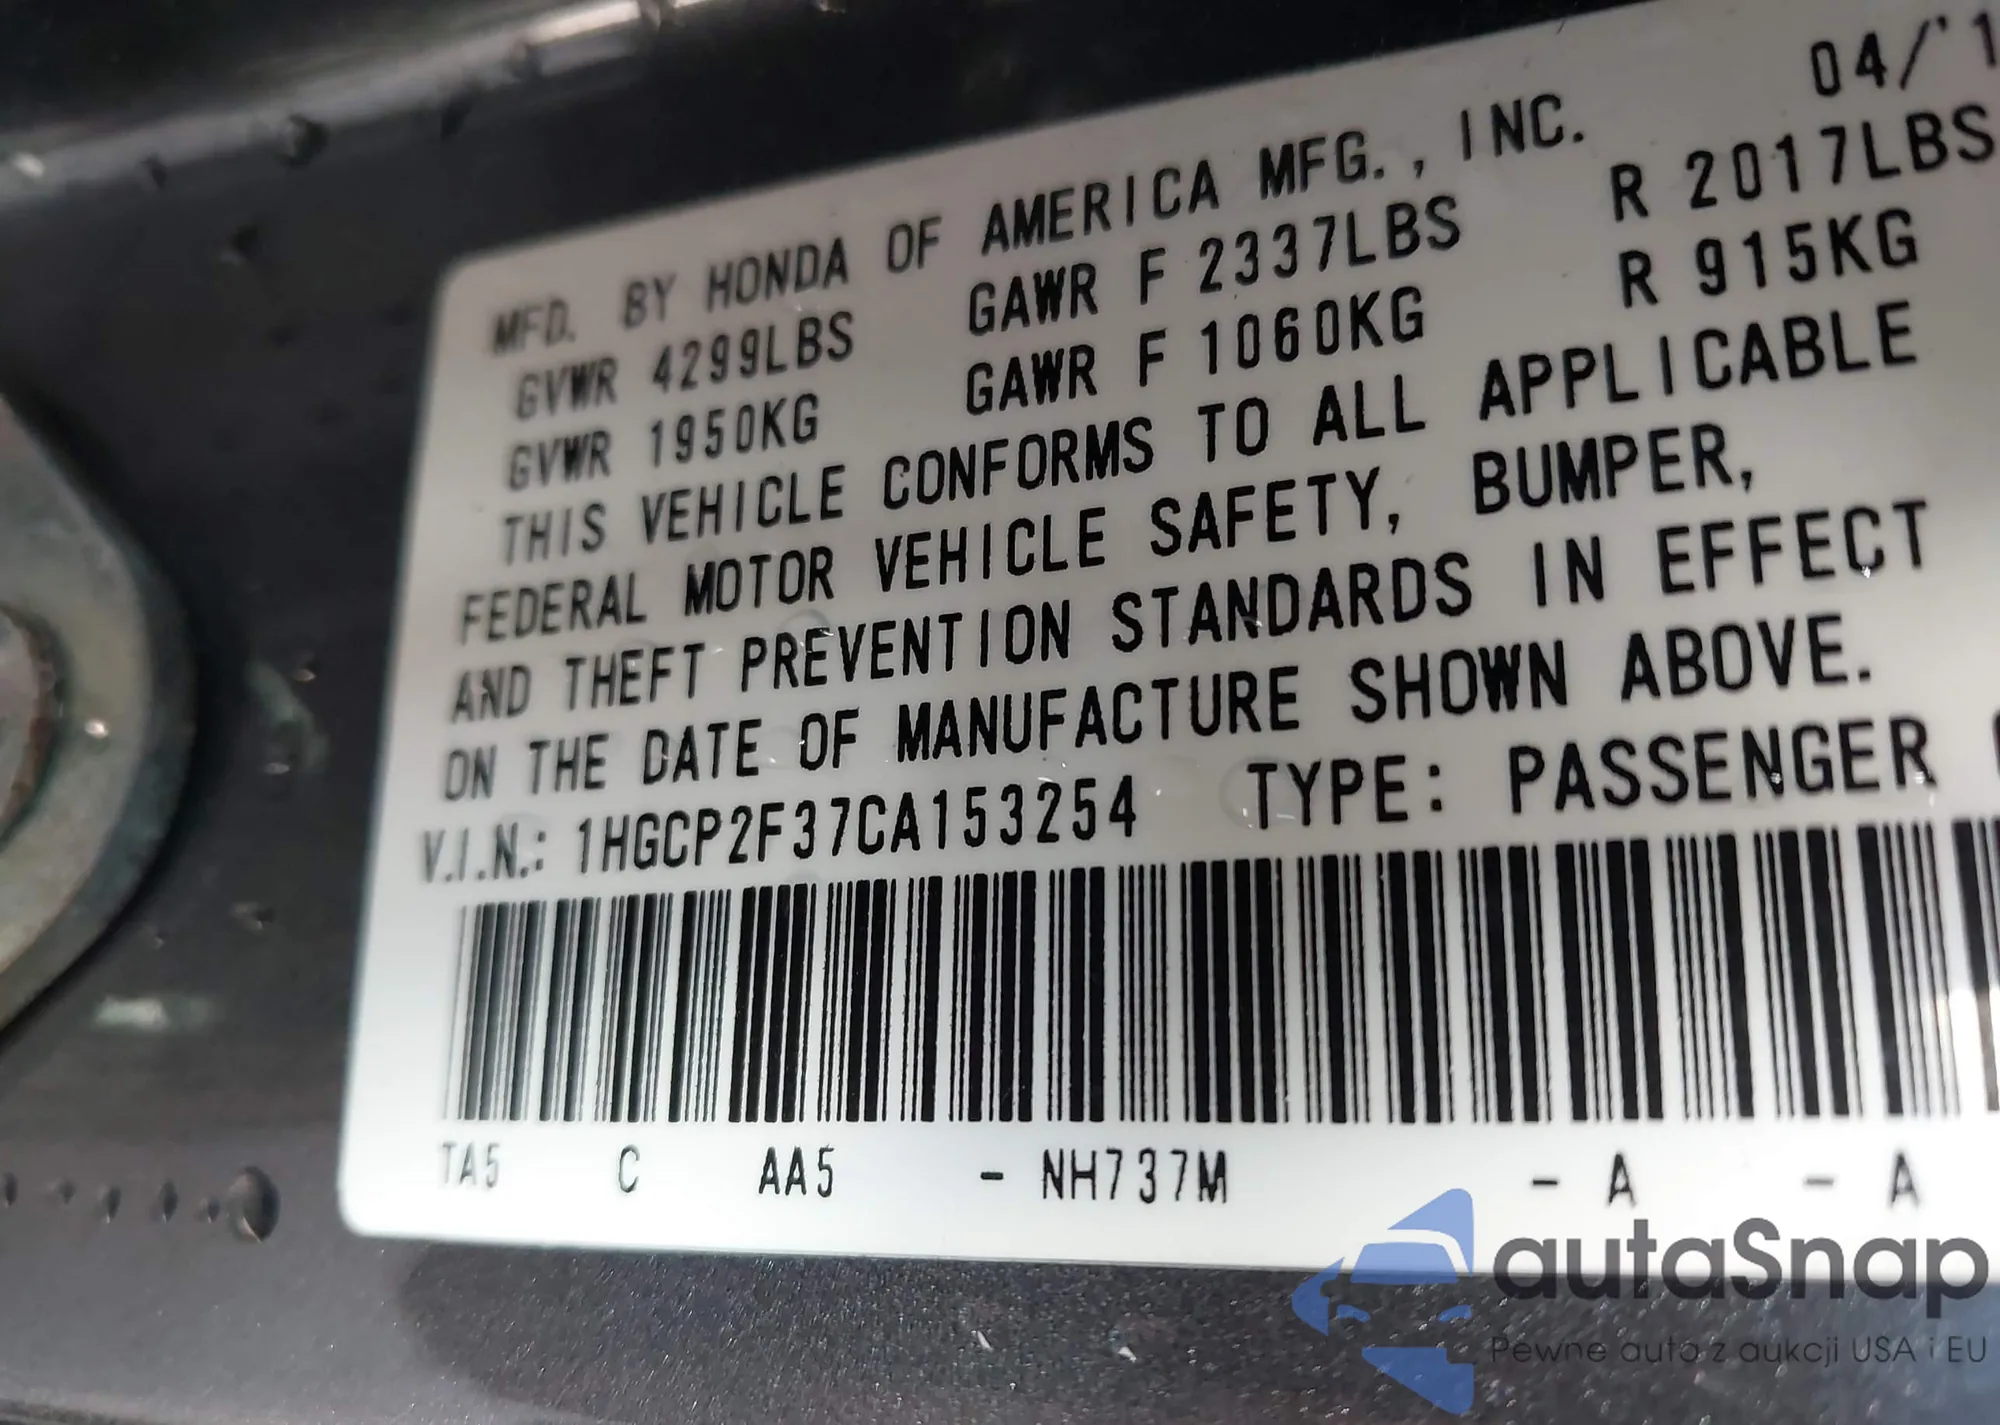 04/'1
MFD. BY HONDA OF AMERICA MFG., INC.
GVWR 4299LBS GAWR F 2337LBS R 2017LBS
GVWR 1950KG GAWR F 1060KG R 915KG
THIS VEHICLE CONFORMS TO ALL APPLICABLE
FEDERAL MOTOR VEHICLE SAFETY, BUMPER,
AND THEFT PREVENTION STANDARDS IN EFFECT
ON THE DATE OF MANUFACTURE SHOWN ABOVE.
V.I.N.: 1HGCP2F37CA153254 TYPE: PASSENGER
TA5 C AA5 - NH737M - A - A
autaSnap
Pewne auto z aukcji USA i EU